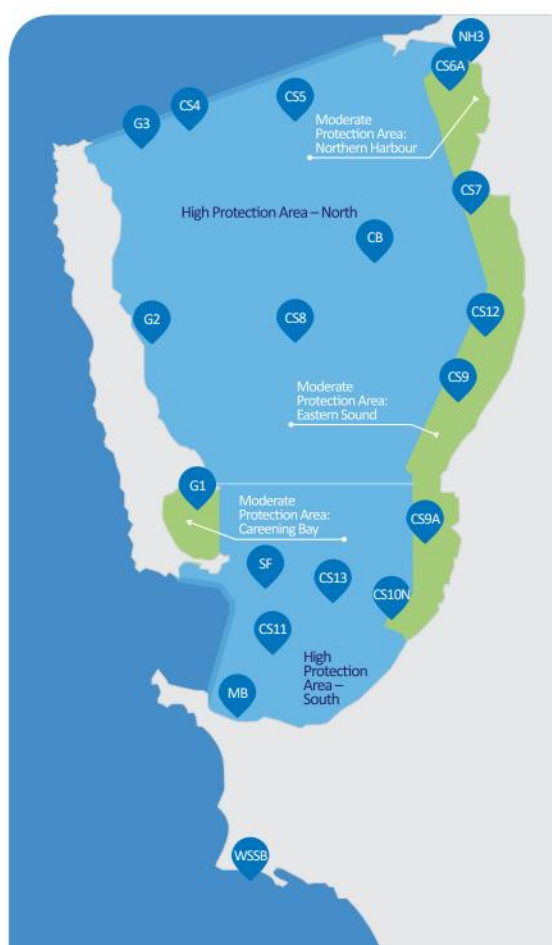 NH3
CS6A
CS5
CS4
G3
Moderate
Protection Area:
Northern Harbour
CS7
High Protection Area – North
CB
G2
CS8
CS12
CS9
Moderate
Protection Area:
Eastern Sound
G1
Moderate
Protection Area:
Careening Bay
CS9A
SF
CS13
CS10N
CS11
High
Protection
Area –
South
MB
WSSB